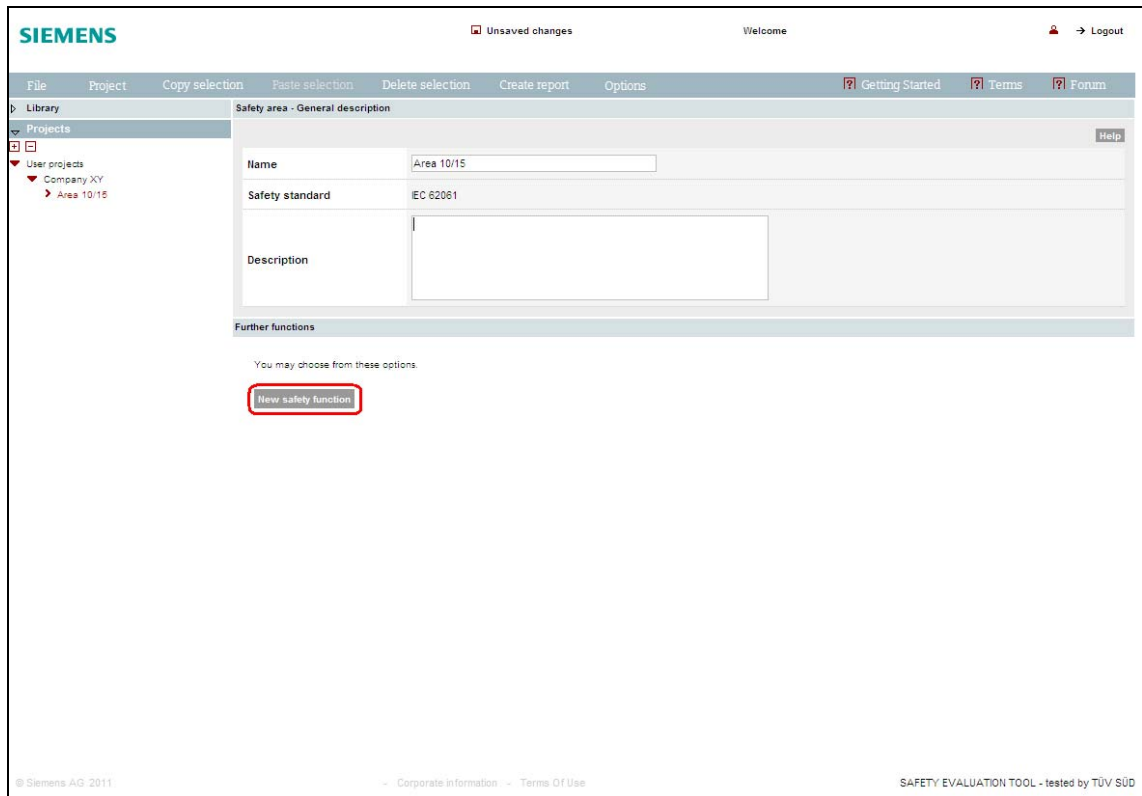 SIEMENS
Unsaved changes
Welcome
→ Logout
File Project Copy selection Paste selection Delete selection Create report Options
? Getting Started ? Terms ? Forum
Library
Projects
+ -
User projects
Company XY
Area 10/15
Safety area - General description
Help
Name Area 10/15
Safety standard IEC 62061
Description
Further functions
You may choose from these options.
New safety function
© Siemens AG 2011
- Corporate information - Terms Of Use
SAFETY EVALUATION TOOL - tested by TÜV SÜD